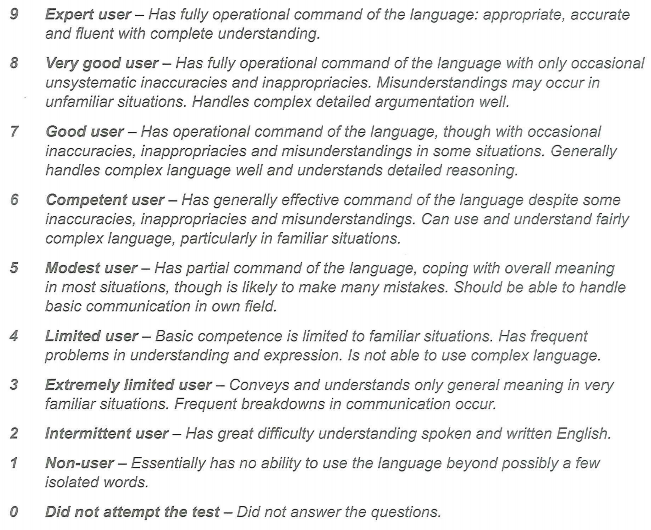 9 Expert user – Has fully operational command of the language: appropriate, accurate
and fluent with complete understanding.
8 Very good user – Has fully operational command of the language with only occasional
unsystematic inaccuracies and inappropriacies. Misunderstandings may occur in
unfamiliar situations. Handles complex detailed argumentation well.
7 Good user – Has operational command of the language, though with occasional
inaccuracies, inappropriacies and misunderstandings in some situations. Generally
handles complex language well and understands detailed reasoning.
6 Competent user – Has generally effective command of the language despite some
inaccuracies, inappropriacies and misunderstandings. Can use and understand fairly
complex language, particularly in familiar situations.
5 Modest user – Has partial command of the language, coping with overall meaning
in most situations, though is likely to make many mistakes. Should be able to handle
basic communication in own field.
4 Limited user – Basic competence is limited to familiar situations. Has frequent
problems in understanding and expression. Is not able to use complex language.
3 Extremely limited user – Conveys and understands only general meaning in very
familiar situations. Frequent breakdowns in communication occur.
2 Intermittent user – Has great difficulty understanding spoken and written English.
1 Non-user – Essentially has no ability to use the language beyond possibly a few
isolated words.
0 Did not attempt the test – Did not answer the questions.